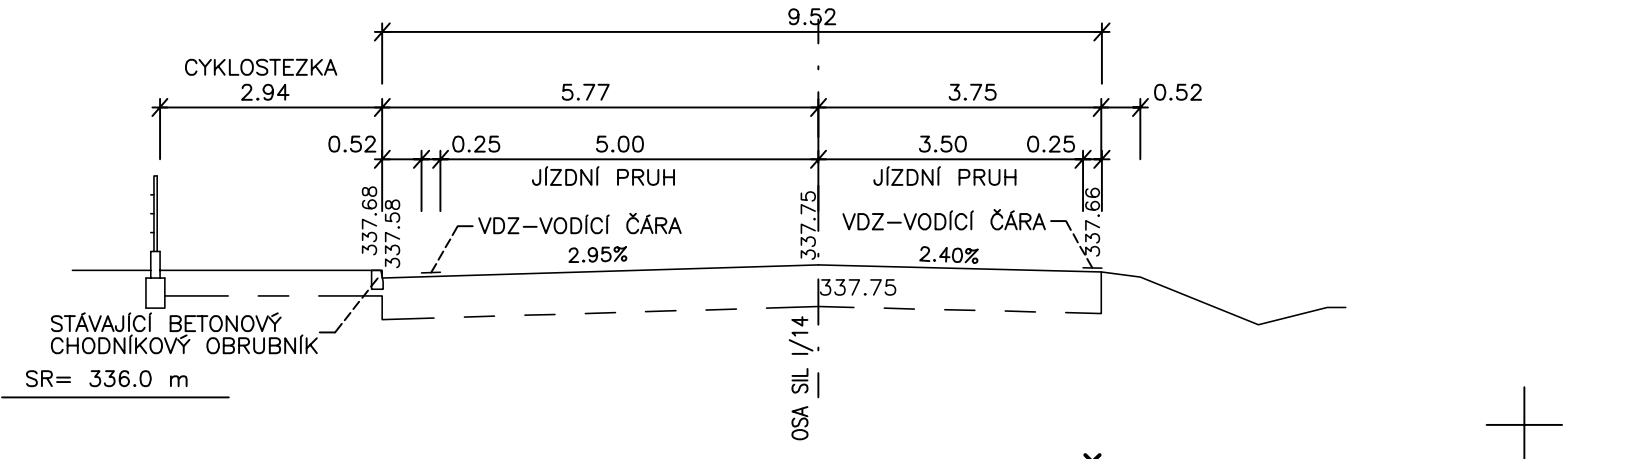 9.52
CYKLOSTEZKA
2.94
5.77
3.75
0.52
0.52
0.25
5.00
3.50
0.25
JÍZDNÍ PRUH
JÍZDNÍ PRUH
337.68
337.58
337.75
337.66
VDZ-VODÍCÍ ČÁRA
VDZ-VODÍCÍ ČÁRA
2.95%
2.40%
337.75
STÁVAJÍCÍ BETONOVÝ
CHODNÍKOVÝ OBRUBNÍK
OSA SIL I/14
SR= 336.0 m